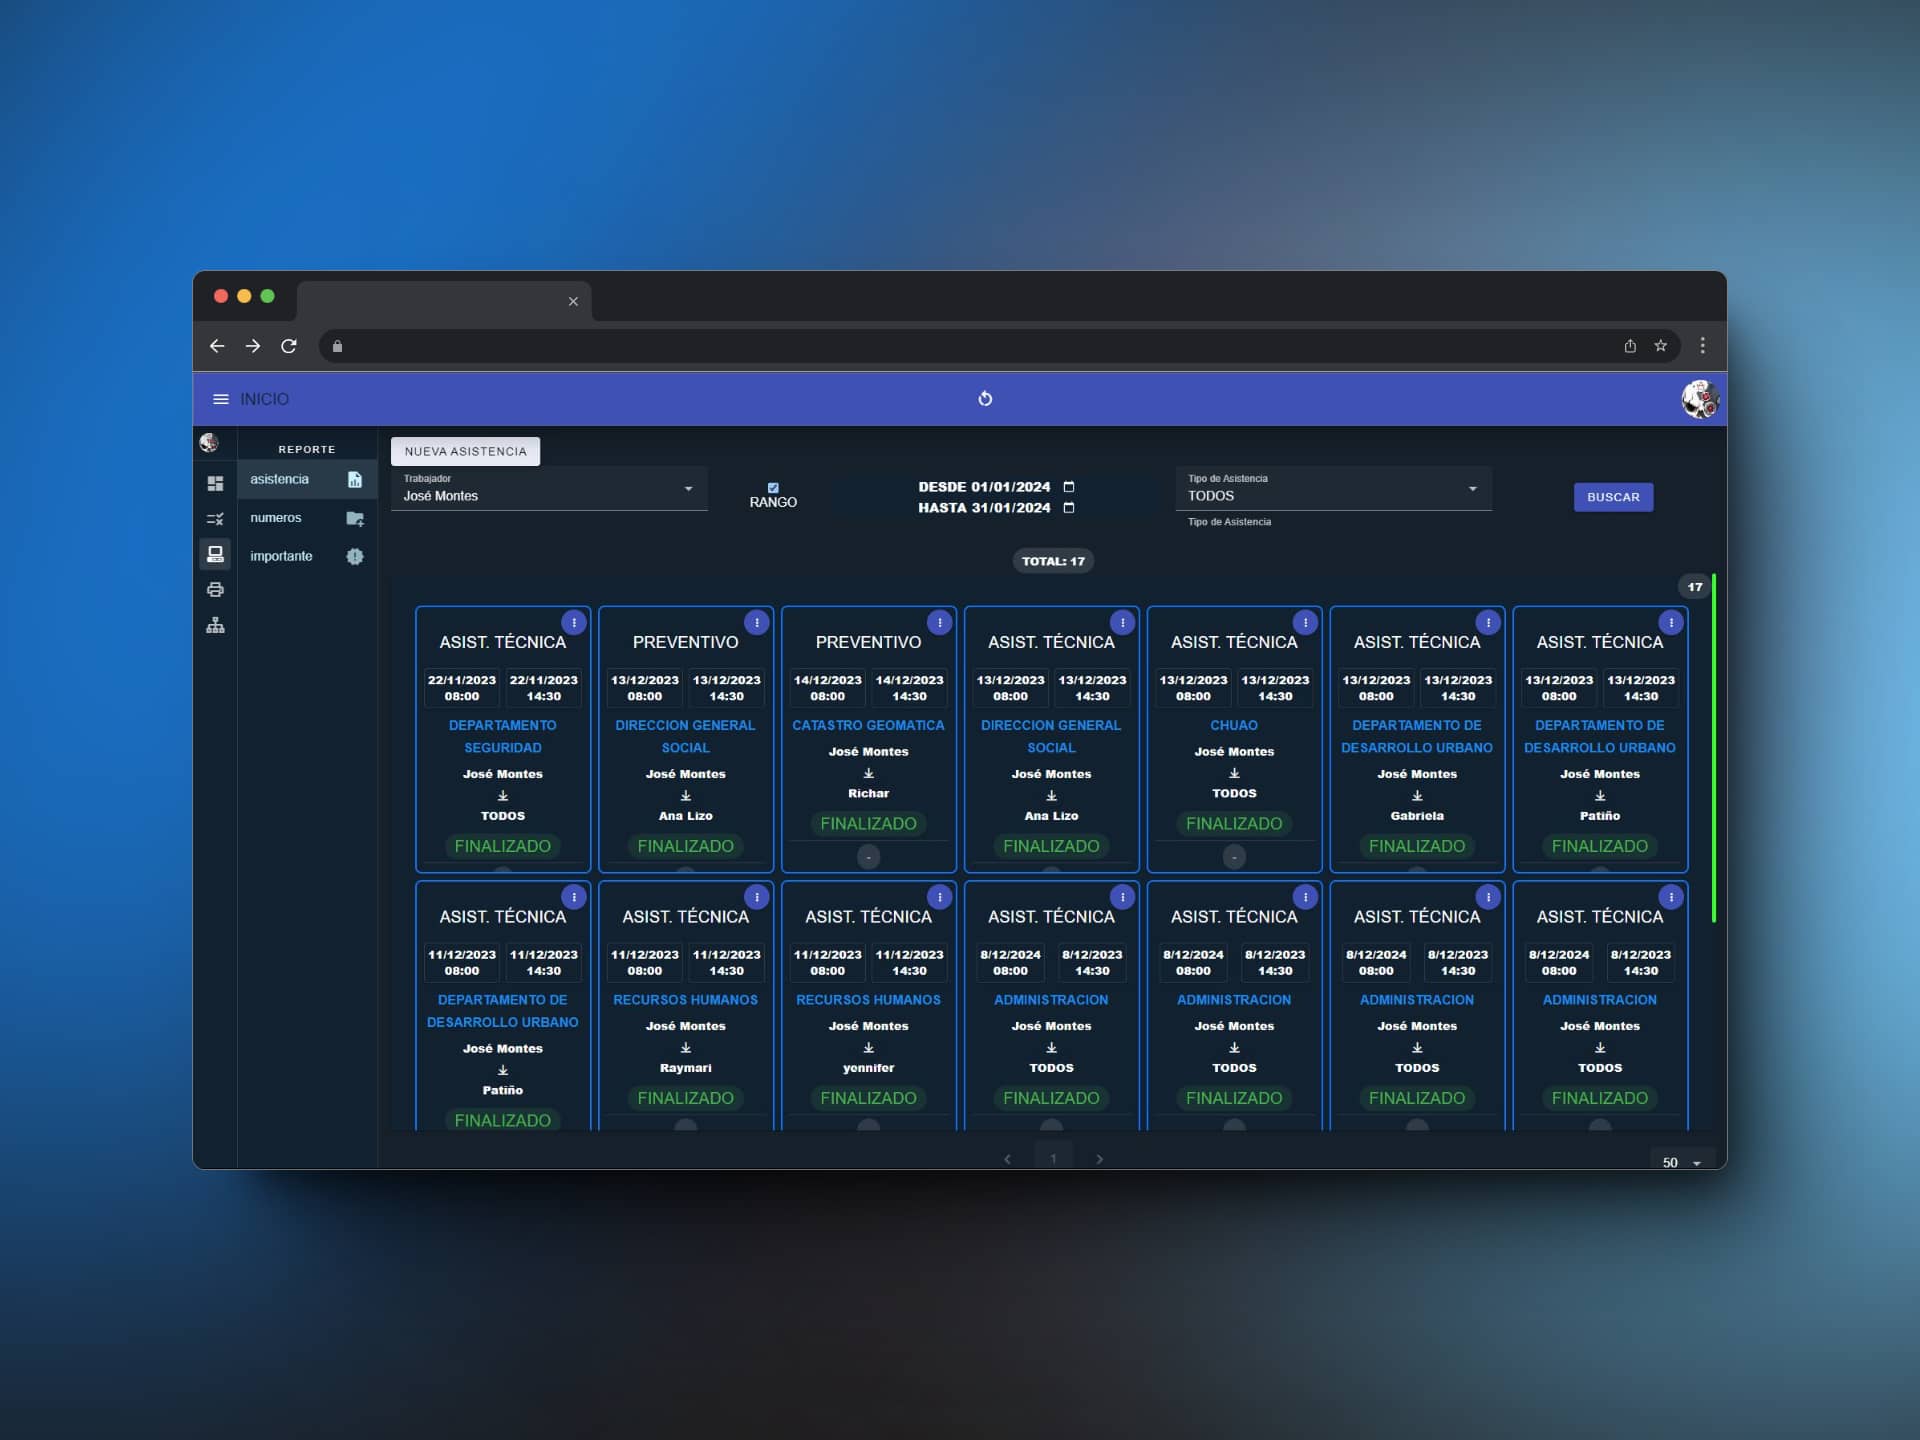 INICIO
REPORTE
asistencia
numeros
importante
NUEVA ASISTENCIA
Trabajador
José Montes
RANGO
DESDE 01/01/2024
HASTA 31/01/2024
Tipo de Asistencia
TODOS
Tipo de Asistencia
BUSCAR
TOTAL: 17
17
ASIST. TÉCNICA
22/11/2023 22/11/2023
08:00 14:30
DEPARTAMENTO
SEGURIDAD
José Montes
TODOS
FINALIZADO
PREVENTIVO
13/12/2023 13/12/2023
08:00 14:30
DIRECCION GENERAL
SOCIAL
José Montes
Ana Lizo
FINALIZADO
PREVENTIVO
14/12/2023 14/12/2023
08:00 14:30
CATASTRO GEOMATICA
José Montes
Richar
FINALIZADO
-
ASIST. TÉCNICA
13/12/2023 13/12/2023
08:00 14:30
DIRECCION GENERAL
SOCIAL
José Montes
Ana Lizo
FINALIZADO
ASIST. TÉCNICA
13/12/2023 13/12/2023
08:00 14:30
CHUAO
José Montes
TODOS
FINALIZADO
-
ASIST. TÉCNICA
13/12/2023 13/12/2023
08:00 14:30
DEPARTAMENTO DE
DESARROLLO URBANO
José Montes
Gabriela
FINALIZADO
ASIST. TÉCNICA
13/12/2023 13/12/2023
08:00 14:30
DEPARTAMENTO DE
DESARROLLO URBANO
José Montes
Patiño
FINALIZADO
ASIST. TÉCNICA
11/12/2023 11/12/2023
08:00 14:30
DEPARTAMENTO DE
DESARROLLO URBANO
José Montes
Patiño
FINALIZADO
ASIST. TÉCNICA
11/12/2023 11/12/2023
08:00 14:30
RECURSOS HUMANOS
José Montes
Raymari
FINALIZADO
ASIST. TÉCNICA
11/12/2023 11/12/2023
08:00 14:30
RECURSOS HUMANOS
José Montes
yennifer
FINALIZADO
ASIST. TÉCNICA
8/12/2024 8/12/2023
08:00 14:30
ADMINISTRACION
José Montes
TODOS
FINALIZADO
ASIST. TÉCNICA
8/12/2024 8/12/2023
08:00 14:30
ADMINISTRACION
José Montes
TODOS
FINALIZADO
ASIST. TÉCNICA
8/12/2024 8/12/2023
08:00 14:30
ADMINISTRACION
José Montes
TODOS
FINALIZADO
ASIST. TÉCNICA
8/12/2024 8/12/2023
08:00 14:30
ADMINISTRACION
José Montes
TODOS
FINALIZADO
1
50